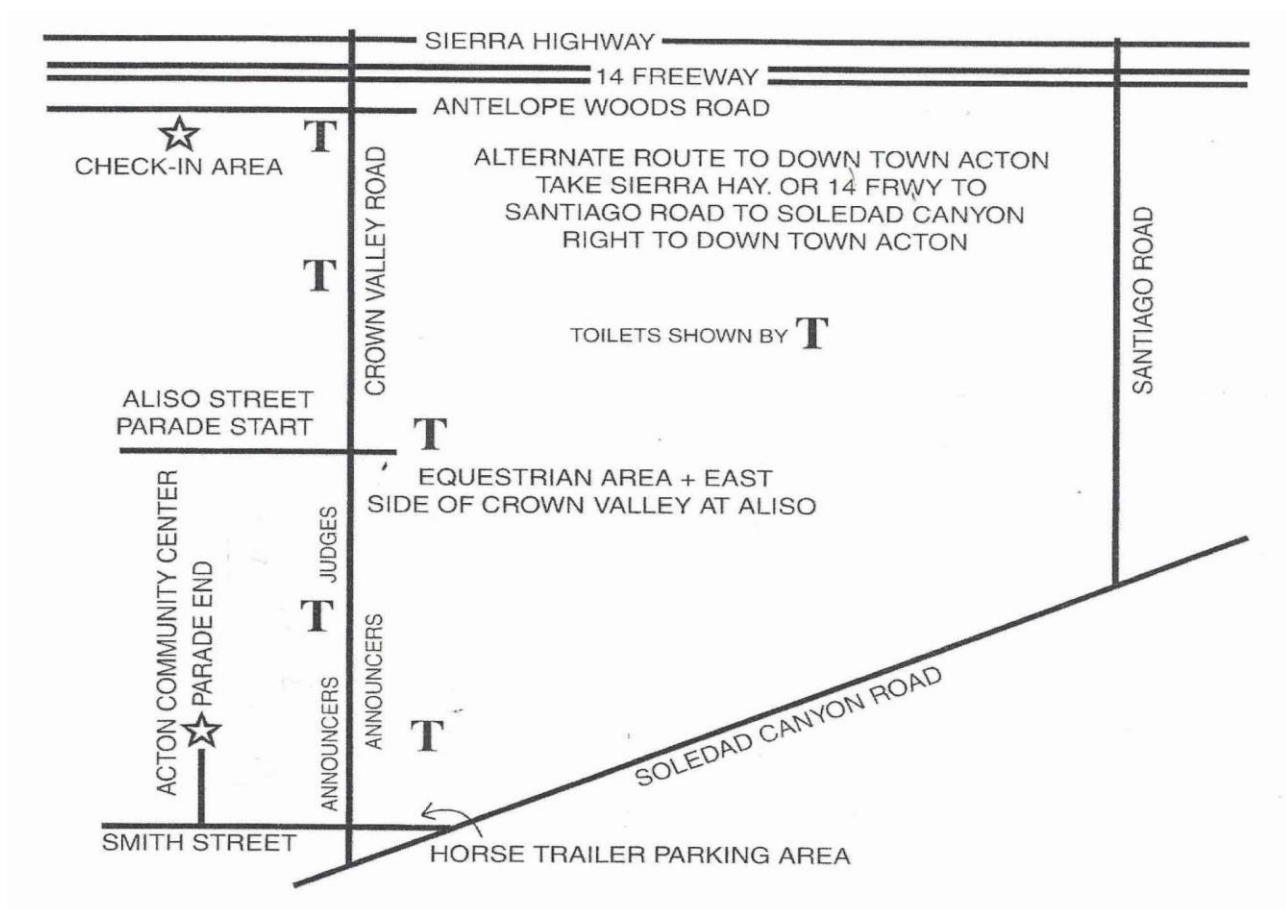 SIERRA HIGHWAY
14 FREEWAY
ANTELOPE WOODS ROAD
CHECK-IN AREA
T
CROWN VALLEY ROAD
ALTERNATE ROUTE TO DOWN TOWN ACTON
TAKE SIERRA HAY. OR 14 FRWY TO
SANTIAGO ROAD TO SOLEDAD CANYON
RIGHT TO DOWN TOWN ACTON
T
SANTIAGO ROAD
TOILETS SHOWN BY T
ALISO STREET
PARADE START
T
EQUESTRIAN AREA + EAST
SIDE OF CROWN VALLEY AT ALISO
ACTON COMMUNITY CENTER
PARADE END
JUDGES
T
ANNOUNCERS
ANNOUNCERS
T
SOLEDAD CANYON ROAD
SMITH STREET
HORSE TRAILER PARKING AREA